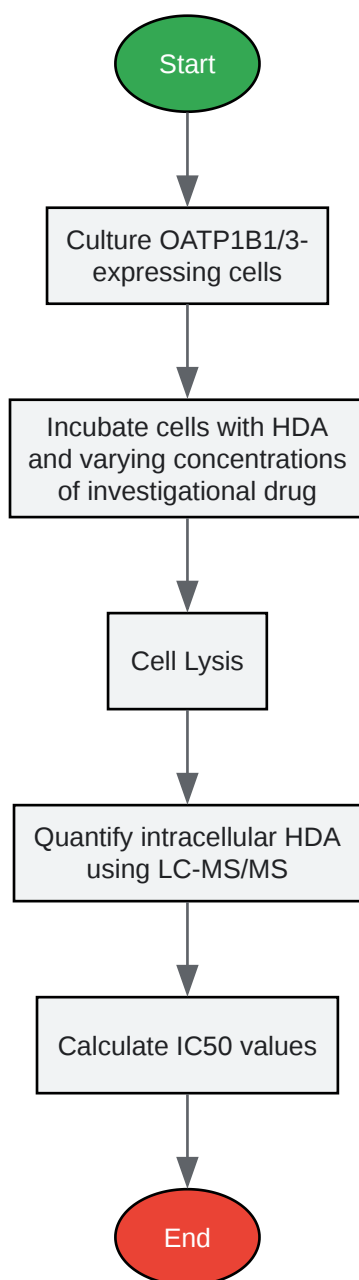 Start
Culture OATP1B1/3-
expressing cells
Incubate cells with HDA
and varying concentrations
of investigational drug
Cell Lysis
Quantify intracellular HDA
using LC-MS/MS
Calculate IC50 values
End